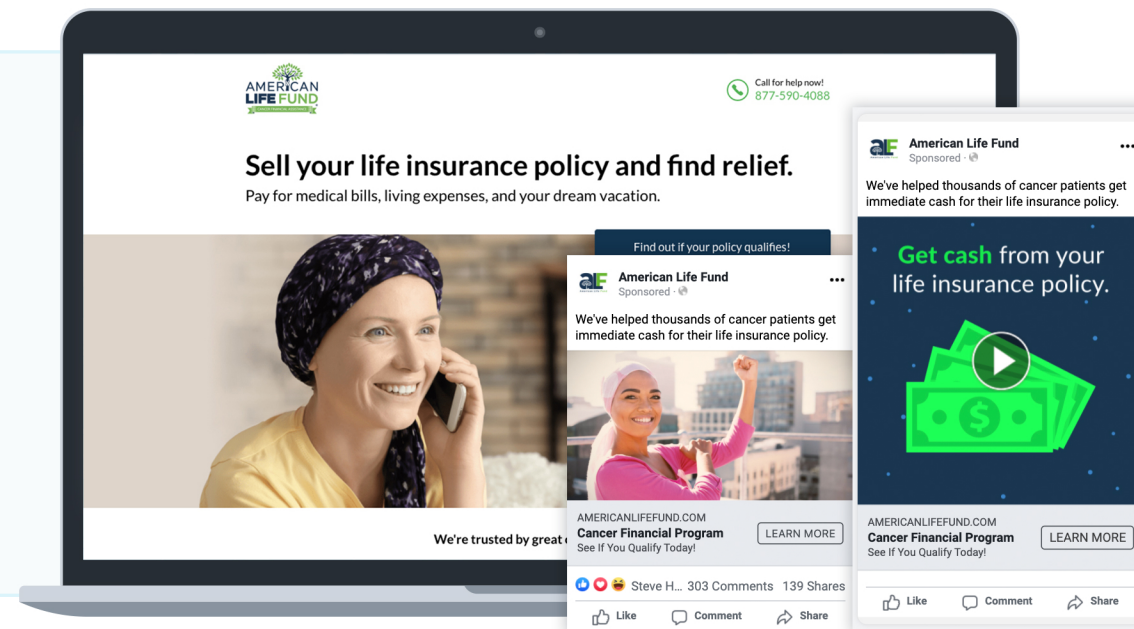 AMERICAN
LIFE FUND
Call for help now!
877-590-4088
Sell your life insurance policy and find relief.
Pay for medical bills, living expenses, and your dream vacation.
Find out if your policy qualifies!
We're trusted by great
aLF
American Life Fund
Sponsored ·
We've helped thousands of cancer patients get
immediate cash for their life insurance policy.
AMERICANLIFEFUND.COM
Cancer Financial Program
See If You Qualify Today!
LEARN MORE
Steve H... 303 Comments 139 Shares
Like Comment Share
aLF
American Life Fund
Sponsored ·
We've helped thousands of cancer patients get
immediate cash for their life insurance policy.
Get cash from your
life insurance policy.
$
AMERICANLIFEFUND.COM
Cancer Financial Program
See If You Qualify Today!
LEARN MORE
Like Comment Share